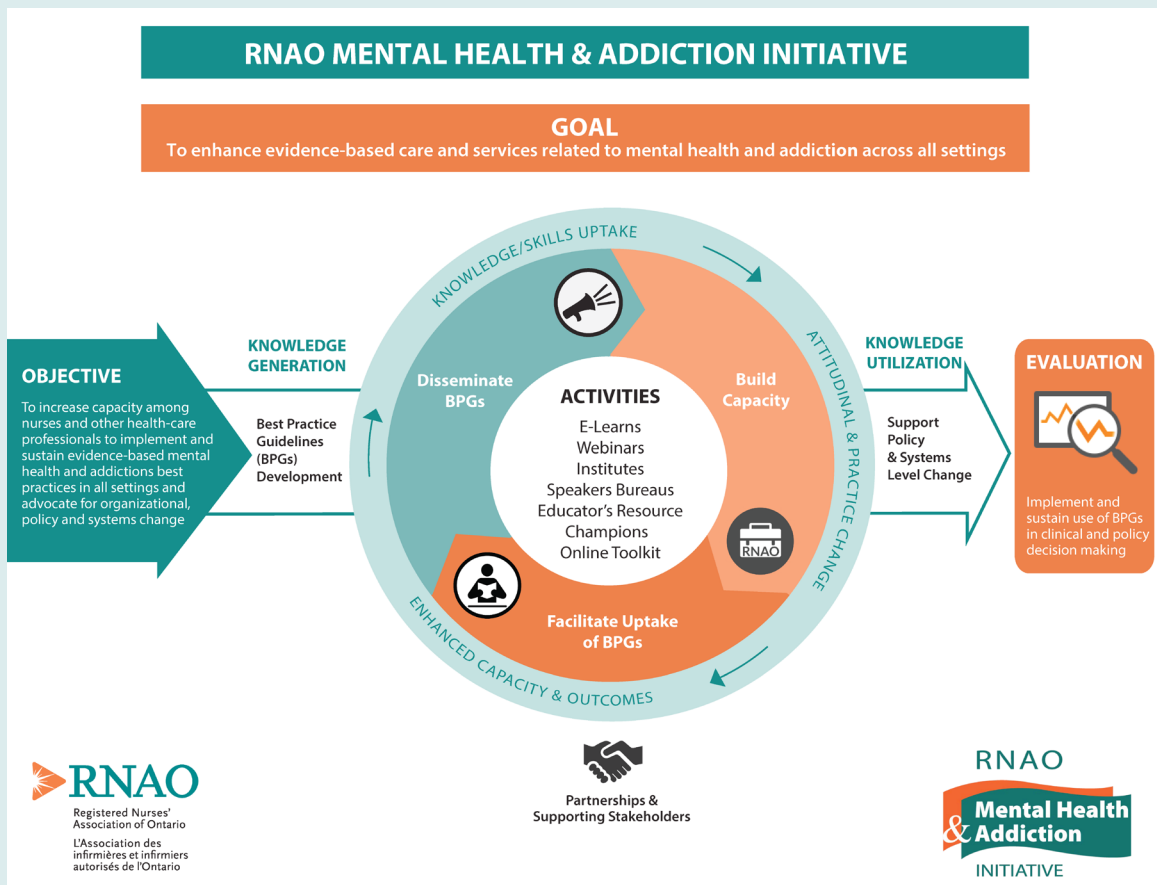 RNAO MENTAL HEALTH & ADDICTION INITIATIVE
GOAL
To enhance evidence-based care and services related to mental health and addiction across all settings
OBJECTIVE
To increase capacity among
nurses and other health-care
professionals to implement and
sustain evidence-based mental
health and addictions best
practices in all settings and
advocate for organizational,
policy and systems change
KNOWLEDGE
GENERATION
Best Practice
Guidelines
(BPGs)
Development
KNOWLEDGE/SKILLS UPTAKE
ATTITUDINAL & PRACTICE CHANGE
ENHANCED CAPACITY & OUTCOMES
Disseminate
BPGs
Build
Capacity
RNAO
Facilitate Uptake
of BPGs
ACTIVITIES
E-Learns
Webinars
Institutes
Speakers Bureaus
Educator's Resource
Champions
Online Toolkit
KNOWLEDGE
UTILIZATION
Support
Policy
& Systems
Level Change
EVALUATION
Implement and
sustain use of BPGs
in clinical and policy
decision making
Partnerships &
Supporting Stakeholders
RNAO
Registered Nurses'
Association of Ontario
L'Association des
infirmières et infirmiers
autorisés de l'Ontario
RNAO
Mental Health
& Addiction
INITIATIVE